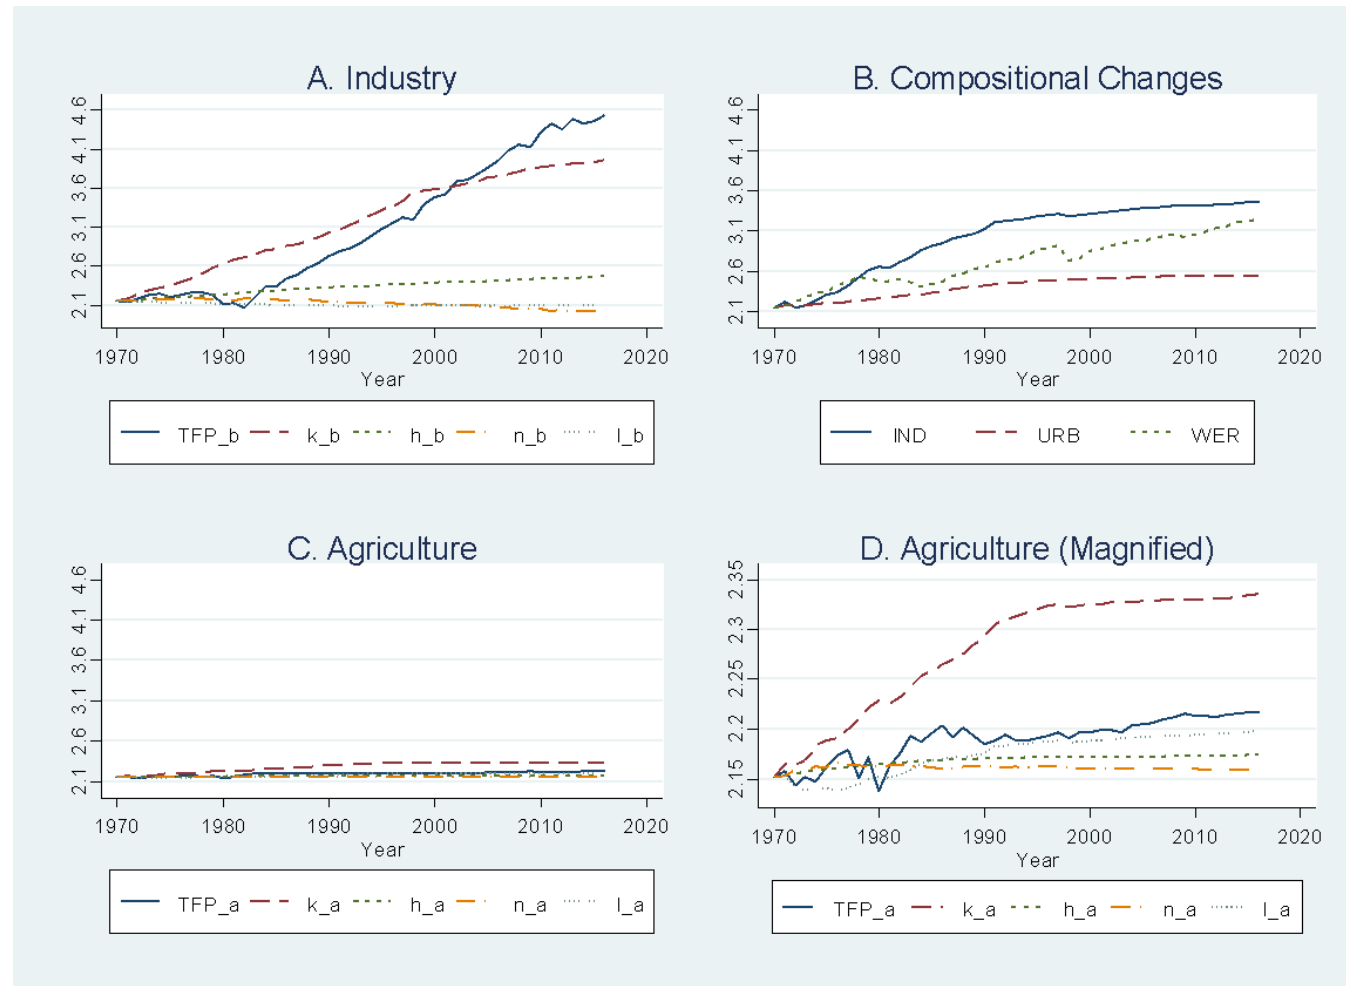 A. Industry
4.6
4.1
3.6
3.1
2.6
2.1
1970 1980 1990 2000 2010 2020
Year
TFP_b k_b h_b n_b l_b
B. Compositional Changes
4.6
4.1
3.6
3.1
2.6
2.1
1970 1980 1990 2000 2010 2020
Year
IND URB WER
C. Agriculture
4.6
4.1
3.6
3.1
2.6
2.1
1970 1980 1990 2000 2010 2020
Year
TFP_a k_a h_a n_a l_a
D. Agriculture (Magnified)
2.35
2.3
2.25
2.2
2.15
1970 1980 1990 2000 2010 2020
Year
TFP_a k_a h_a n_a l_a